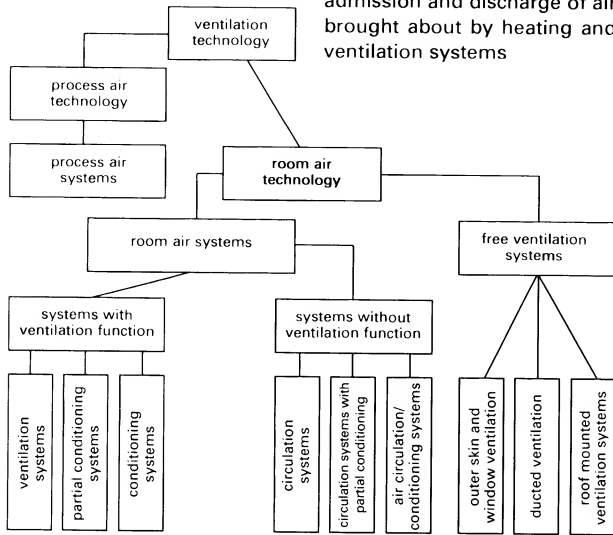 admission and discharge of air
brought about by heating and
ventilation systems
ventilation
technology
process air
technology
process air
systems
room air
technology
room air systems
free ventilation
systems
systems with
ventilation function
systems without
ventilation function
ventilation
systems
partial conditioning
systems
conditioning
systems
circulation
systems
circulation systems with
partial conditioning
air circulation/
conditioning systems
outer skin and
window ventilation
ducted ventilation
roof mounted
ventilation systems